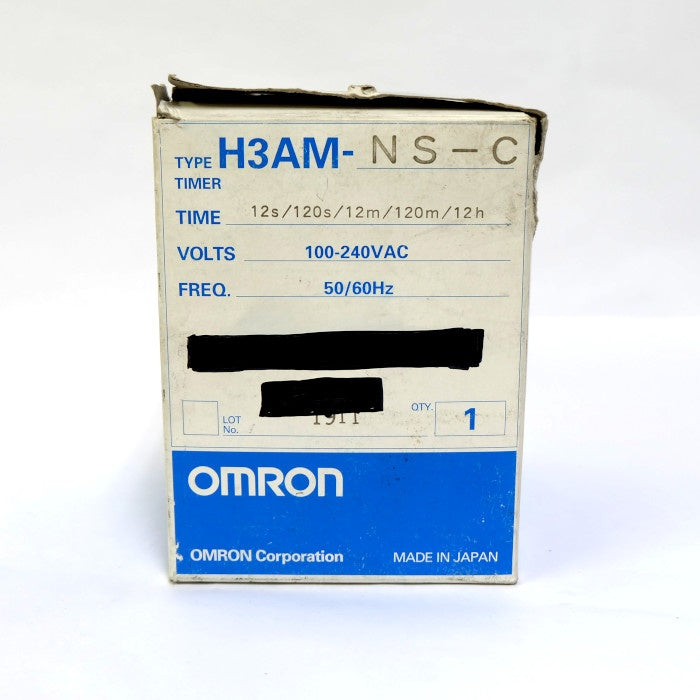 TYPE H3AM- NS-C
TIMER
TIME 12s/120s/12m/120m/12h
VOLTS 100-240VAC
FREQ. 50/60Hz
LOT No. QTY. 1
OMRON
OMRON Corporation MADE IN JAPAN